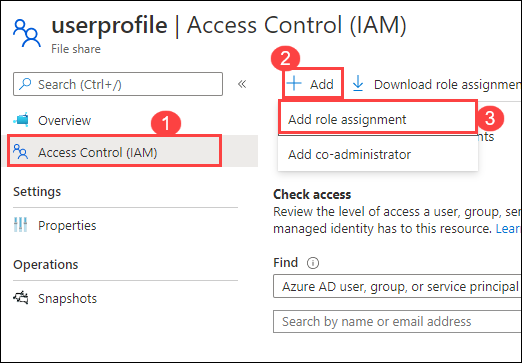 userprofile | Access Control (IAM)
File share
2
Search (Ctrl+/)
«
+ Add
Download role assignmen
1
Overview
Add role assignment
3
nts
Access Control (IAM)
Add co-administrator
Settings
Check access
Properties
Review the level of access a user, group, se
managed identity has to this resource. Learn
Operations
Find
Snapshots
Azure AD user, group, or service principal
Search by name or email address